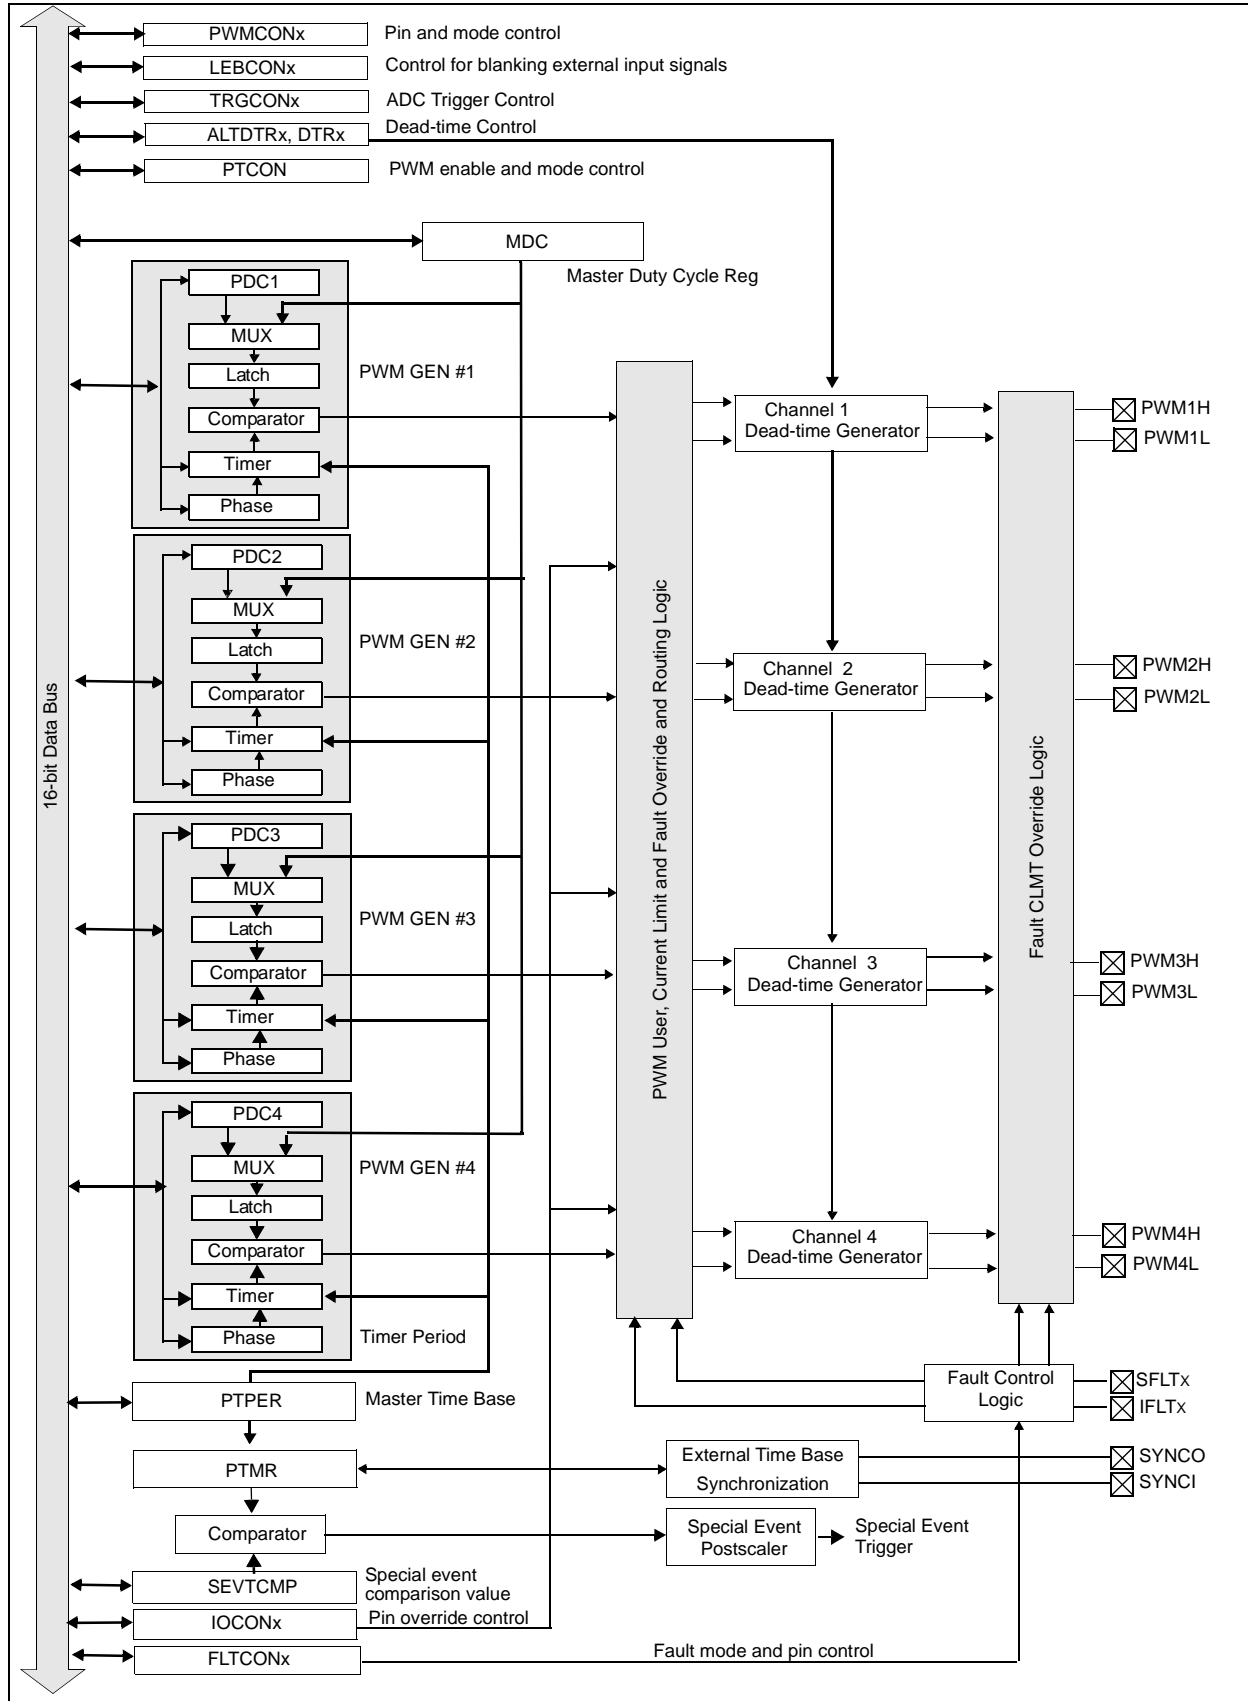 PWMCONx Pin and mode control
LEBCONx Control for blanking external input signals
TRGCONx ADC Trigger Control
ALTDTRx, DTRx Dead-time Control
PTCON PWM enable and mode control
MDC
Master Duty Cycle Reg
16-bit Data Bus
PDC1
MUX
Latch
Comparator
Timer
Phase
PWM GEN #1
PDC2
MUX
Latch
Comparator
Timer
Phase
PWM GEN #2
PDC3
MUX
Latch
Comparator
Timer
Phase
PWM GEN #3
PDC4
MUX
Latch
Comparator
Timer
Phase
PWM GEN #4
Timer Period
PWM User, Current Limit and Fault Override and Routing Logic
Channel 1
Dead-time Generator
Channel 2
Dead-time Generator
Channel 3
Dead-time Generator
Channel 4
Dead-time Generator
Fault CLMT Override Logic
PWM1H
PWM1L
PWM2H
PWM2L
PWM3H
PWM3L
PWM4H
PWM4L
PTPER Master Time Base
Fault Control
Logic
SFLTX
IFLTX
PTMR
External Time Base
Synchronization
SYNCO
SYNCI
Comparator
Special Event
Postscaler
Special Event
Trigger
SEVTCMP
Special event
comparison value
IOCONx Pin override control
FLTCONx Fault mode and pin control